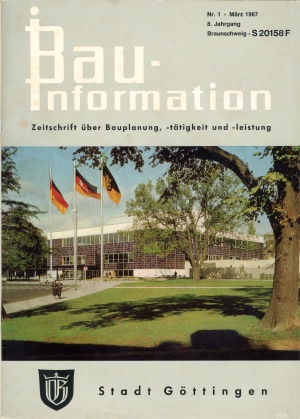 Nr. 1 - März 1967
8. Jahrgang
Braunschweig - S 20158 F
Bau-
information
Zeitschrift über Bauplanung, -tätigkeit und -leistung
Stadt Göttingen